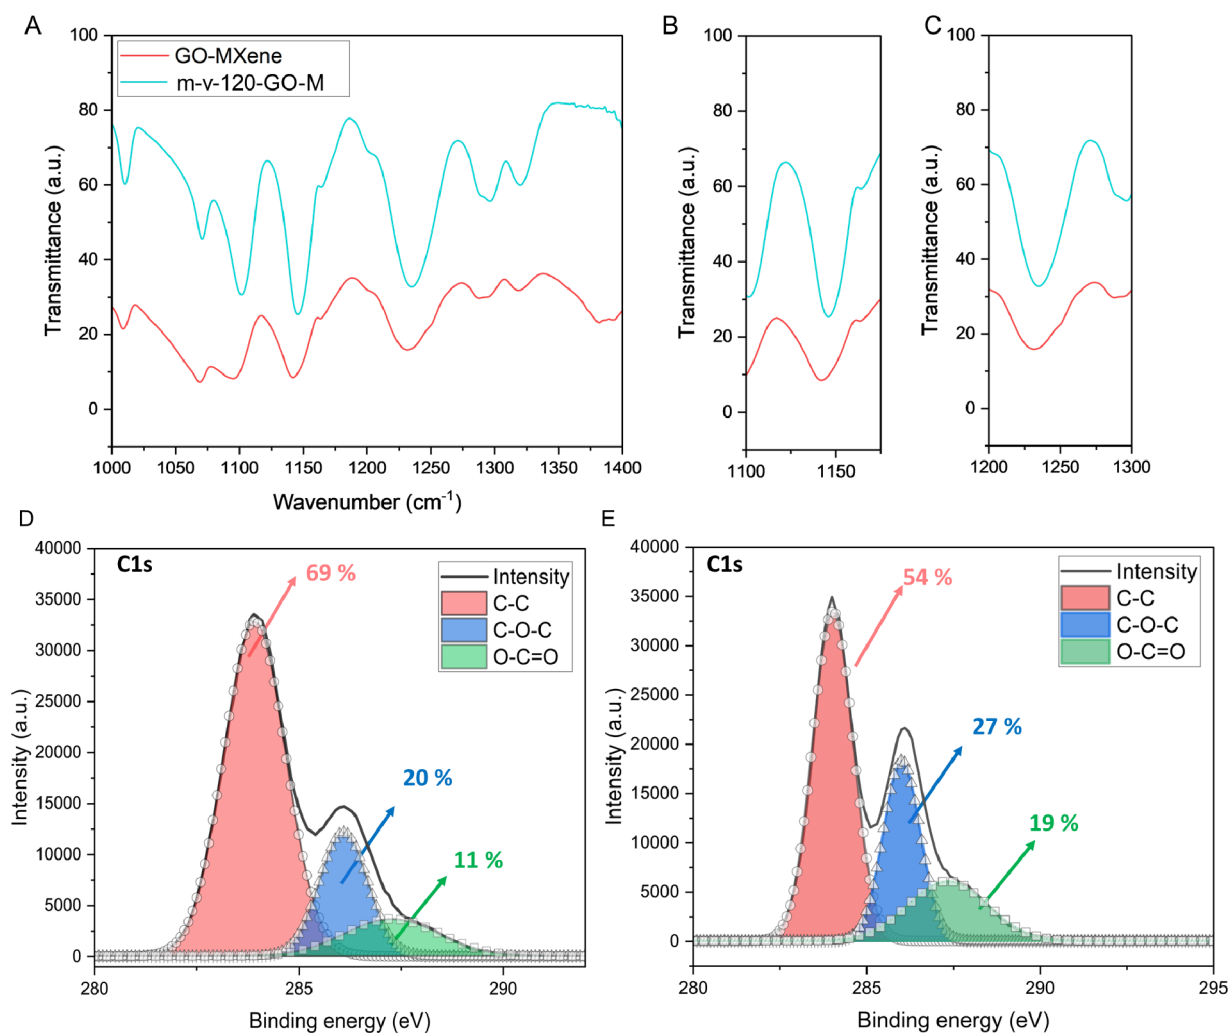 A
GO-MXene
m-v-120-GO-M
Transmittance (a.u.)
100
80
60
40
20
0
1000
1050
1100
1150
1200
1250
1300
1350
1400
Wavenumber (cm-1)
B
Transmittance (a.u.)
100
80
60
40
20
0
1100
1150
C
Transmittance (a.u.)
100
80
60
40
20
0
1200
1250
1300
D
C1s
69 %
20 %
11 %
Intensity
C-C
C-O-C
O-C=O
Intensity (a.u.)
40000
35000
30000
25000
20000
15000
10000
5000
0
280
285
290
Binding energy (eV)
E
C1s
54 %
27 %
19 %
Intensity
C-C
C-O-C
O-C=O
Intensity (a.u.)
40000
35000
30000
25000
20000
15000
10000
5000
0
280
285
290
295
Binding energy (eV)